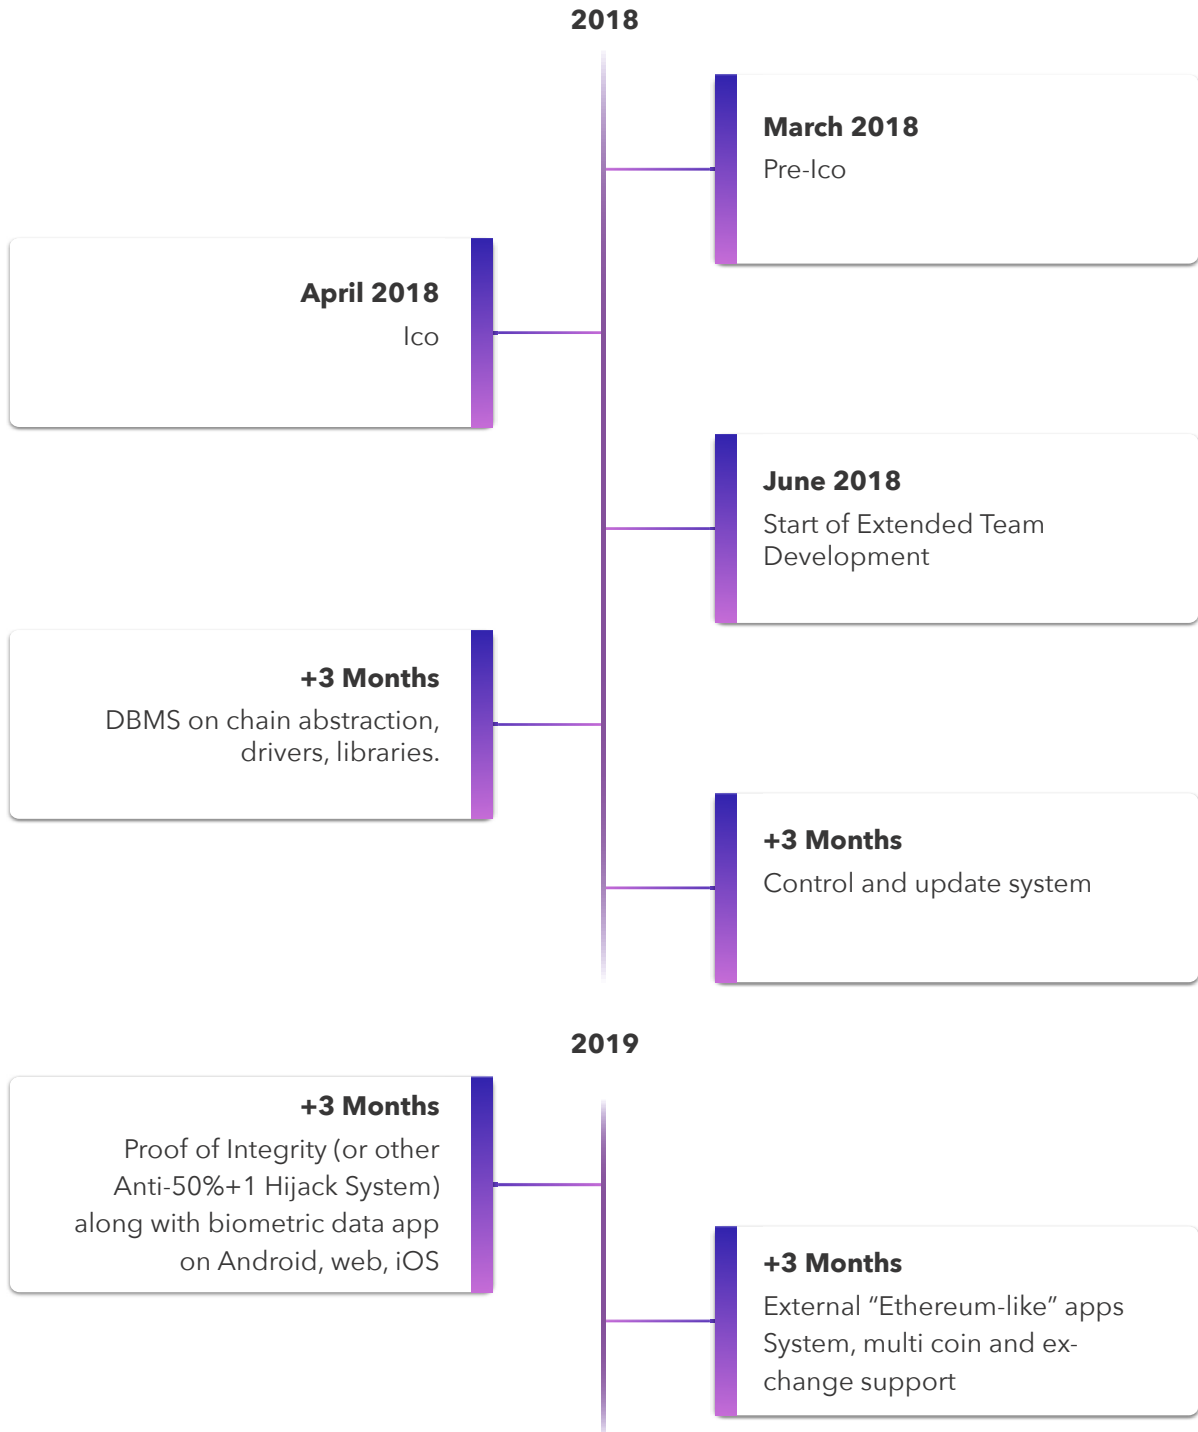 2018
March 2018
Pre-Ico
April 2018
Ico
June 2018
Start of Extended Team
Development
+3 Months
DBMS on chain abstraction,
drivers, libraries.
+3 Months
Control and update system
2019
+3 Months
Proof of Integrity (or other
Anti-50%+1 Hijack System)
along with biometric data app
on Android, web, iOS
+3 Months
External “Ethereum-like” apps
System, multi coin and ex-
change support